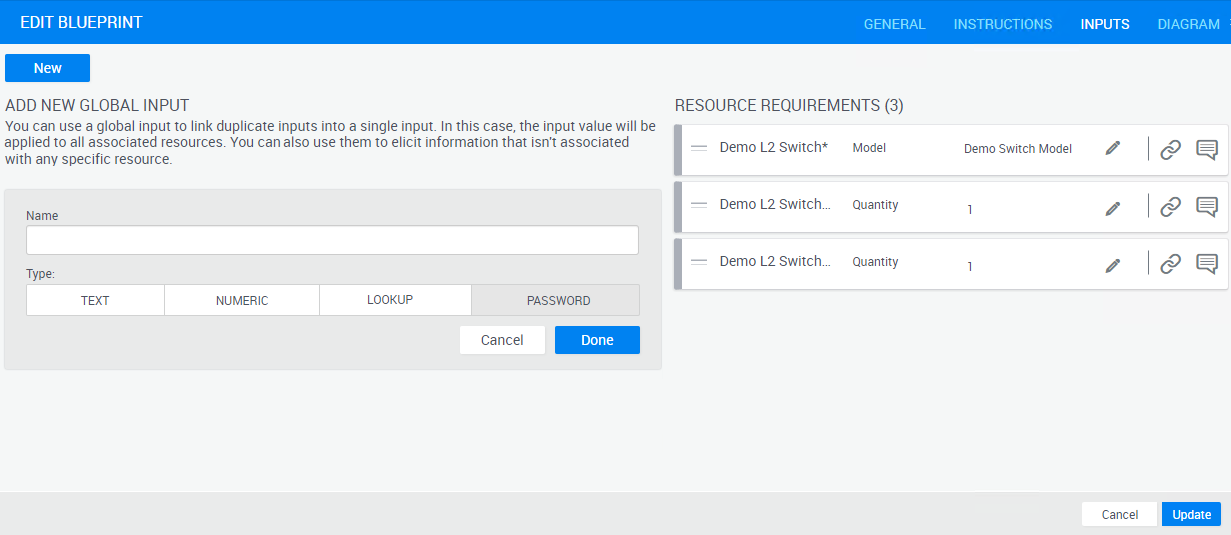 EDIT BLUEPRINT
GENERAL INSTRUCTIONS INPUTS DIAGRAM
New
ADD NEW GLOBAL INPUT
You can use a global input to link duplicate inputs into a single input. In this case, the input value will be
applied to all associated resources. You can also use them to elicit information that isn't associated
with any specific resource.
Name
Type:
TEXT NUMERIC LOOKUP PASSWORD
Cancel Done
RESOURCE REQUIREMENTS (3)
Demo L2 Switch* Model Demo Switch Model
Demo L2 Switch... Quantity 1
Demo L2 Switch... Quantity 1
Cancel Update